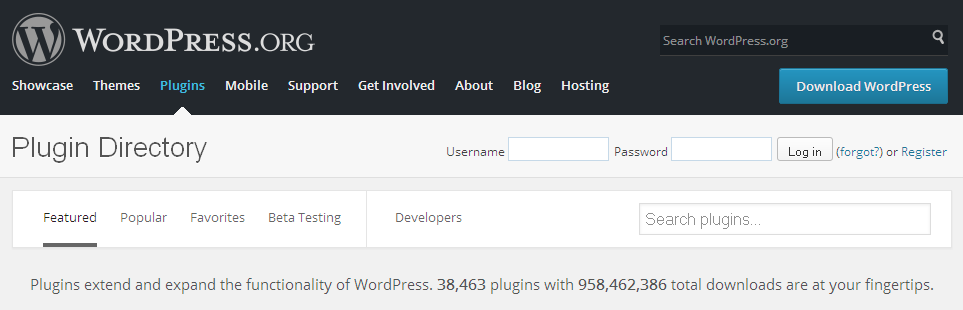 WORDPRESS.ORG
Search WordPress.org
Showcase Themes Plugins Mobile Support Get Involved About Blog Hosting Download WordPress
Plugin Directory
Username Password Log in (forgot?) or Register
Featured Popular Favorites Beta Testing Developers Search plugins...
Plugins extend and expand the functionality of WordPress. 38,463 plugins with 958,462,386 total downloads are at your fingertips.